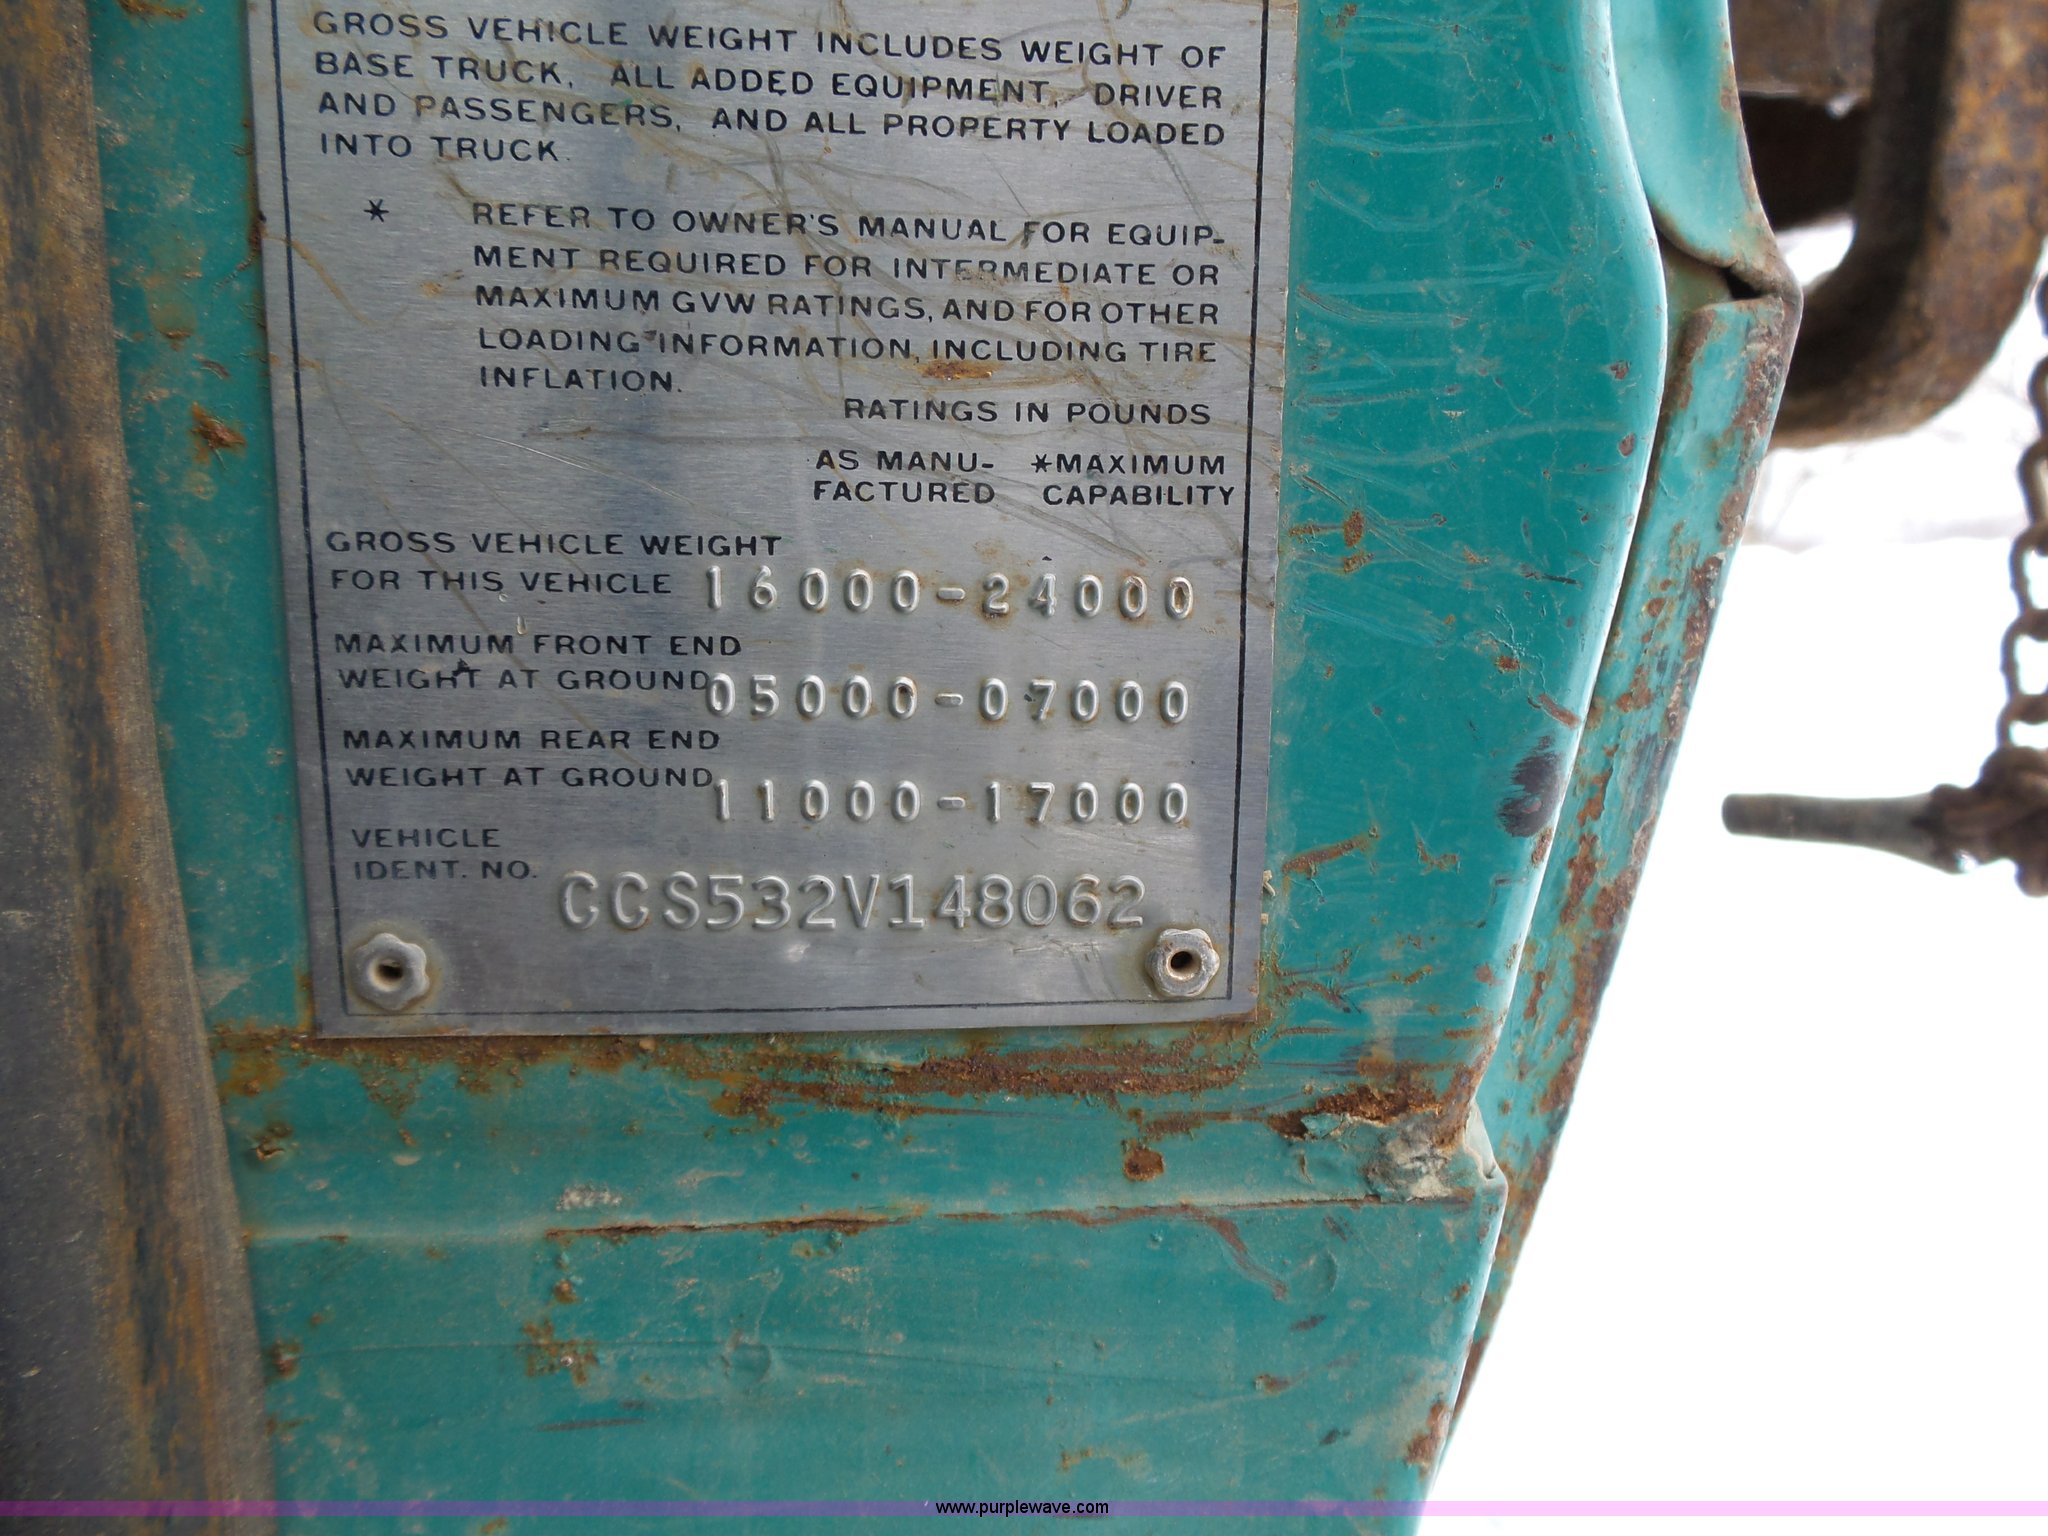 GROSS VEHICLE WEIGHT INCLUDES WEIGHT OF
BASE TRUCK, ALL ADDED EQUIPMENT, DRIVER
AND PASSENGERS, AND ALL PROPERTY LOADED
INTO TRUCK.
* REFER TO OWNER'S MANUAL FOR EQUIP-
MENT REQUIRED FOR INTERMEDIATE OR
MAXIMUM GVW RATINGS, AND FOR OTHER
LOADING INFORMATION, INCLUDING TIRE
INFLATION.
RATINGS IN POUNDS
AS MANU- *MAXIMUM
FACTURED CAPABILITY
GROSS VEHICLE WEIGHT
FOR THIS VEHICLE 16000-24000
MAXIMUM FRONT END
WEIGHT AT GROUND 05000-07000
MAXIMUM REAR END
WEIGHT AT GROUND 11000-17000
VEHICLE
IDENT. NO. CCS532V148062
www.purplewave.com